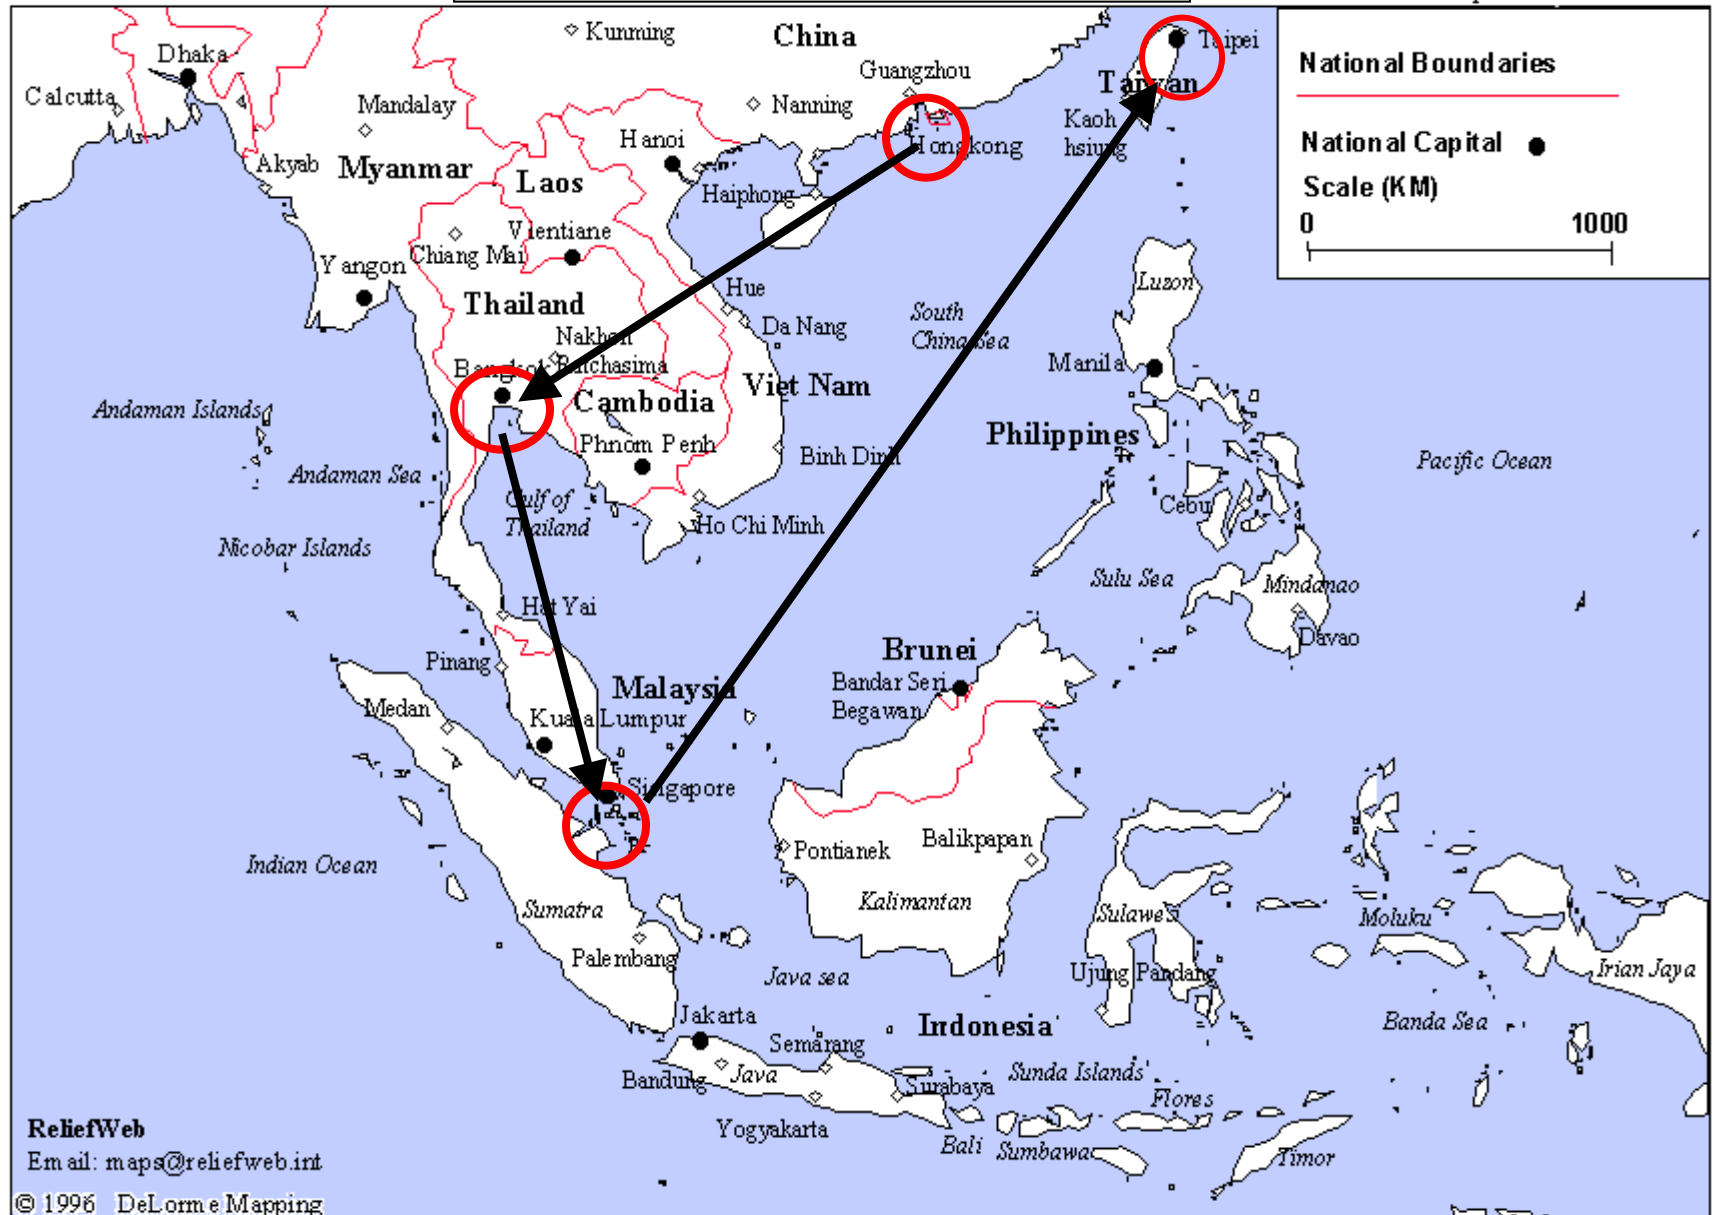 Kunming
China
Taipei
Dhaka
Guangzhou
National Boundaries
Calcutta
Mandalay
Nanning
Taiwan
Kaoh
hsiung
Hanoi
Hongkong
National Capital
Akyab
Myanmar
Laos
Haiphong
Scale (KM)
0
1000
Vientiane
Chiang Mai
Yangon
Hue
Luzon
Thailand
South
China Sea
Nakhon
Ratchasima
Da Nang
Bangkok
Manila
Viet Nam
Cambodia
Andaman Islands
Philippines
Phnom Penh
Binh Dinh
Pacific Ocean
Andaman Sea
Gulf of
Thailand
Cebu
Ho Chi Minh
Nicobar Islands
Sulu Sea
Mindanao
Hat Yai
Davao
Brunei
Pinang
Bandar Seri
Begawan
Malaysia
Medan
Kuala Lumpur
Singapore
Balikpapan
Pontianek
Indian Ocean
Kalimantan
Sumatra
Sulawesi
Moluku
Palembang
Java sea
Ujung Pandang
Irian Jaya
Jakarta
Indonesia
Banda Sea
Semarang
Bandung
Java
Sunda Islands
Surabaya
Flores
Yogyakarta
Bali
Sumbawa
Timor
ReliefWeb
Email: maps@reliefweb.int
© 1996 DeLorme Mapping